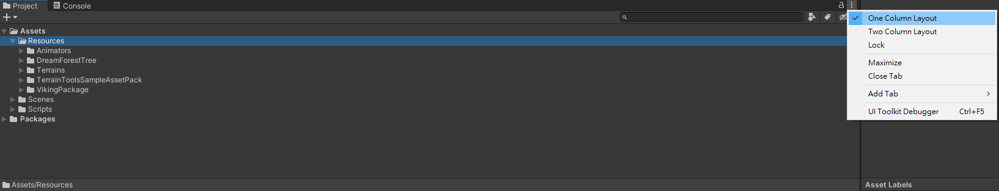 Project Console
One Column Layout
Two Column Layout
Lock
Maximize
Close Tab
Add Tab
UI Toolkit Debugger Ctrl+F5
Assets
Resources
Animators
DreamForestTree
Terrains
TerrainToolsSampleAssetPack
VikingPackage
Scenes
Scripts
Packages
Assets/Resources
Asset Labels